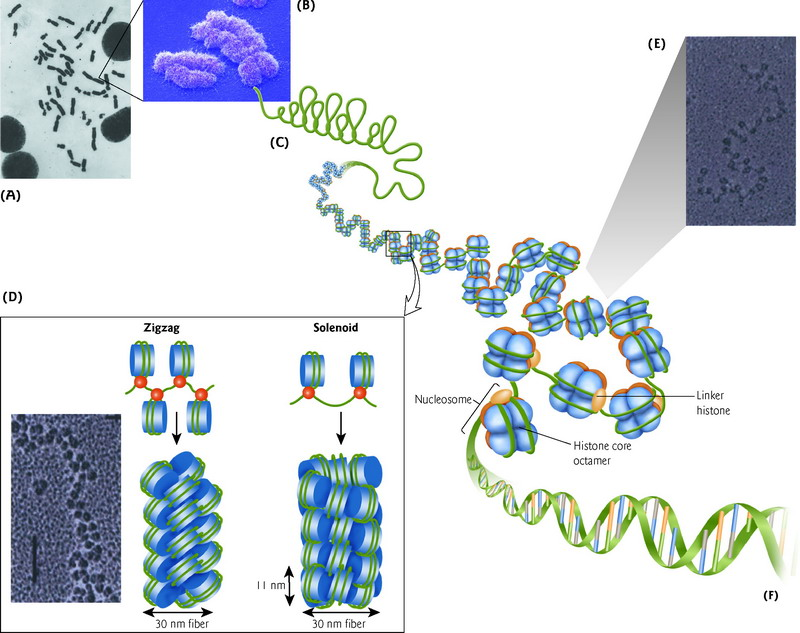 (A)
(B)
(C)
(E)
(D)
Zigzag
Solenoid
Nucleosome
Linker
histone
Histone core
octamer
11 nm
30 nm fiber
30 nm fiber
(F)